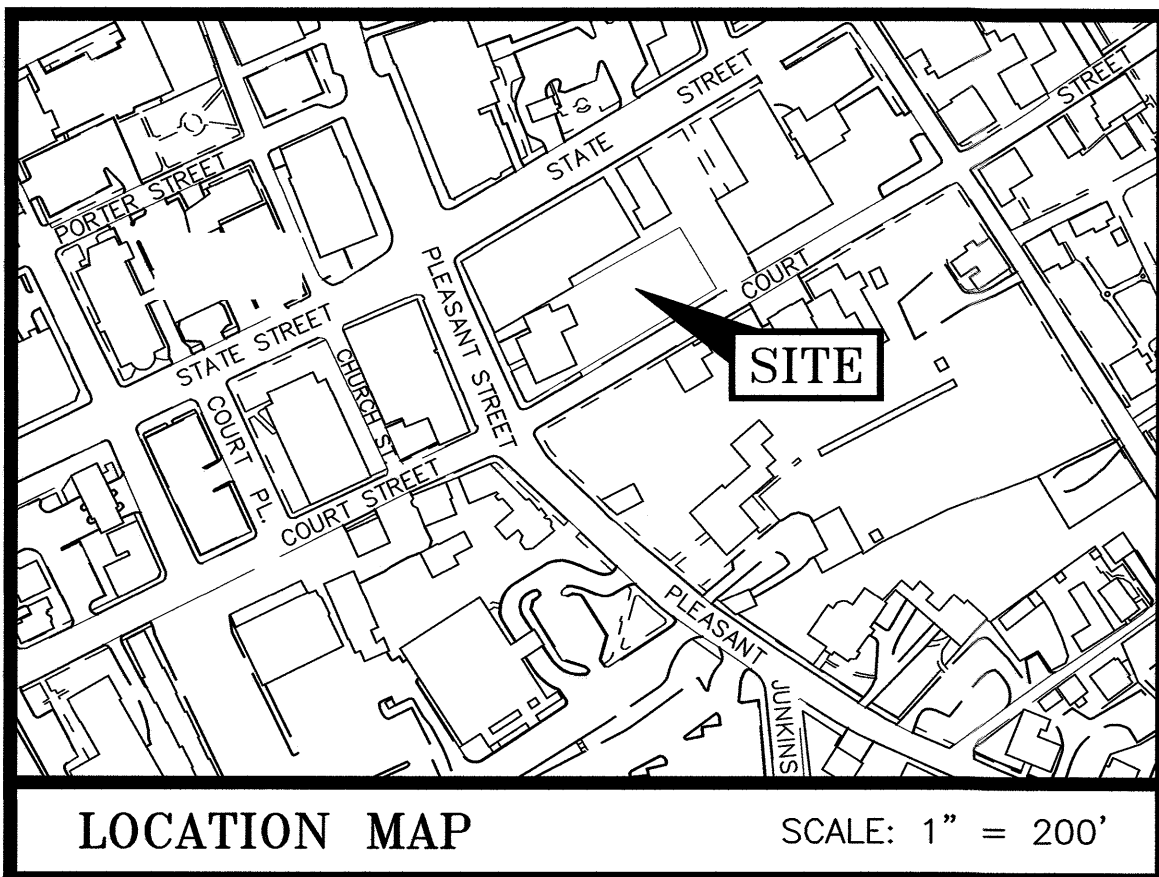 STREET
STREET
STATE
PORTER STREET
COURT
PLEASANT STREET
STATE STREET
CHURCH ST.
SITE
COURT PL.
COURT STREET
PLEASANT
JUNKINS
LOCATION MAP
SCALE: 1" = 200'